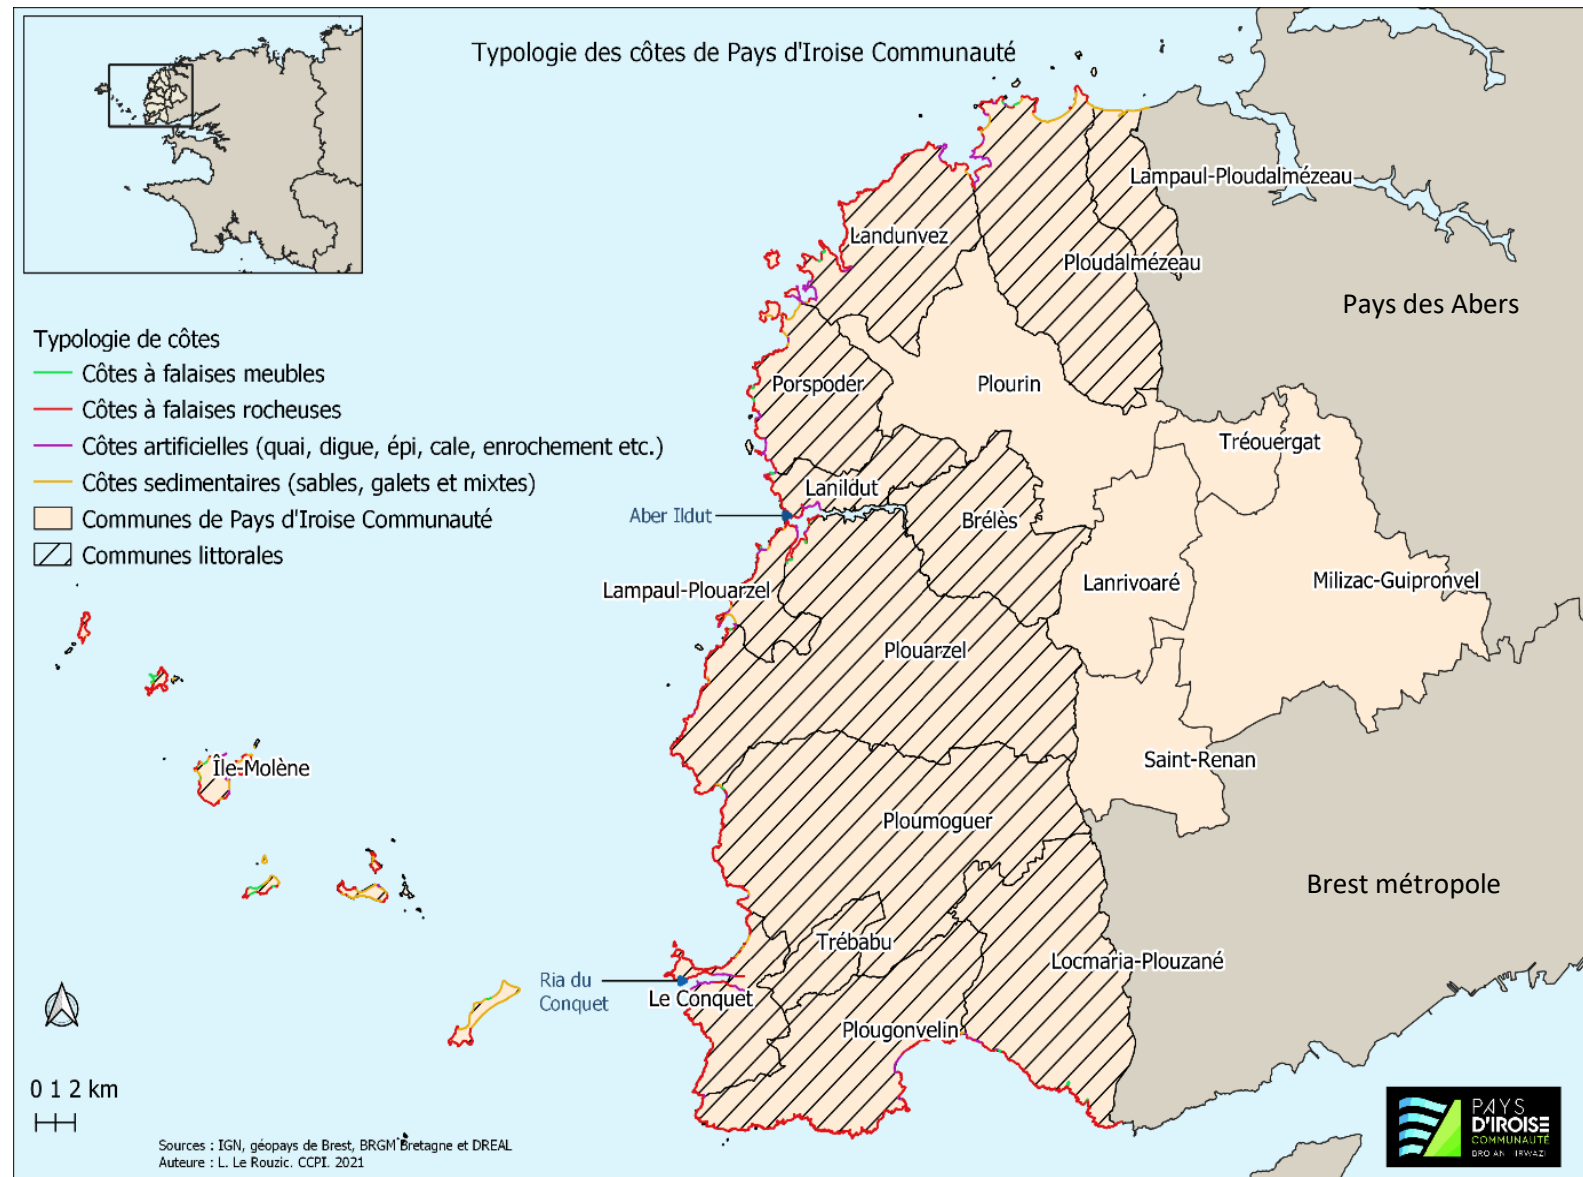 Typologie des côtes de Pays d'Iroise Communauté
Lampaul-Ploudalmézeau
Landunvez
Ploudalmézeau
Pays des Abers
Typologie de côtes
Côtes à falaises meubles
Côtes à falaises rocheuses
Côtes artificielles (quai, digue, épi, cale, enrochement etc.)
Côtes sedimentaires (sables, galets et mixtes)
Communes de Pays d'Iroise Communauté
Communes littorales
Porspoder
Plourin
Tréouergat
Lanildut
Aber Ildut
Brélès
Lampaul-Plouarzel
Lanrivoaré
Milizac-Guipronvel
Plouarzel
Île-Molène
Saint-Renan
Ploumoguer
Brest métropole
Trébabu
Locmaria-Plouzané
Ria du
Conquet
Le Conquet
Plougonvelin
0 1 2 km
Sources : IGN, géopays de Brest, BRGM Bretagne et DREAL
Auteure : L. Le Rouzic. CCPI. 2021
PAYS
D'IROISE
COMMUNAUTÉ